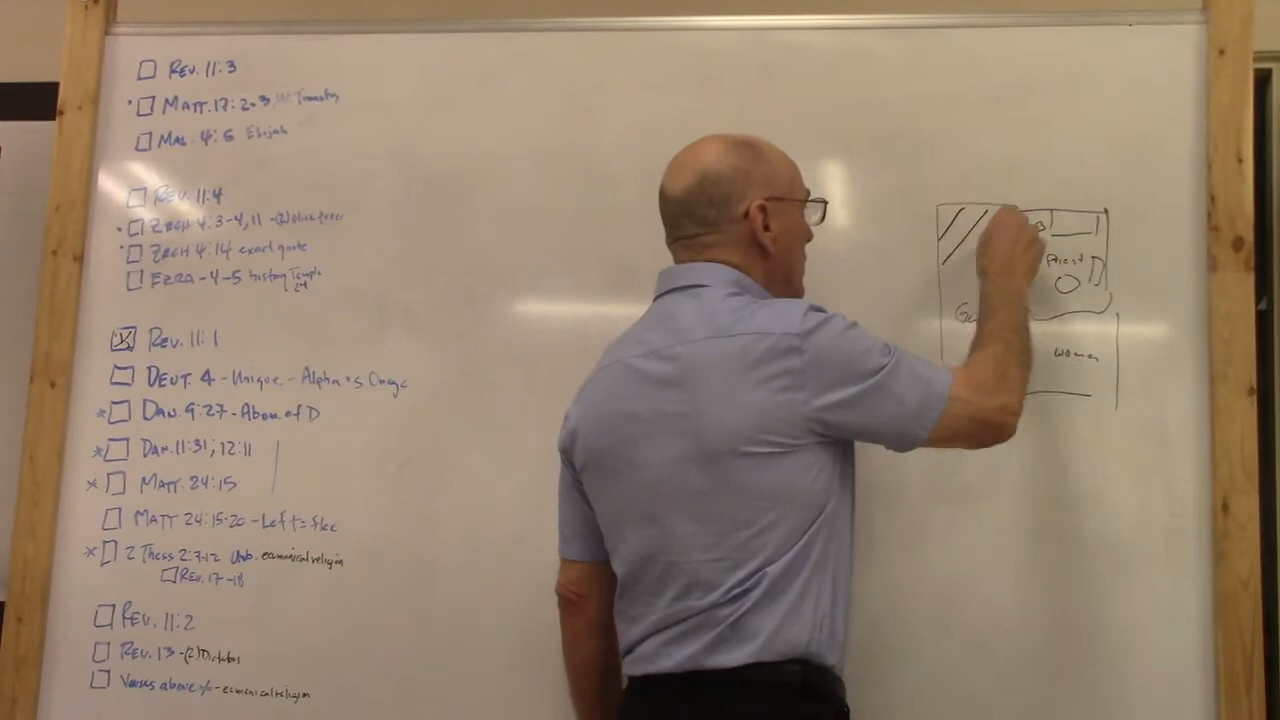 Rev. 11:3
Matt. 17:2-3
Mal. 4:5 Elijah
Rev. 11:4
Zech 4:3-4, 11 - (2) olive trees
Zech 4:14 exact quote
Ezra - 4-5 history Temple
Rev. 11:1
Deut. 4 - Unique - Alpha
Dan. 9:27 - Abom. of D
Dan. 11:31; 12:11
Matt. 24:15
Matt 24:15-20 - Left = flee
2 Thess 2:7-12 ecumenical religion
Rev. 17-18
Rev. 11:2
Rev. 13 - (2)
Verses above - ecumenical religion
B
Priest
women